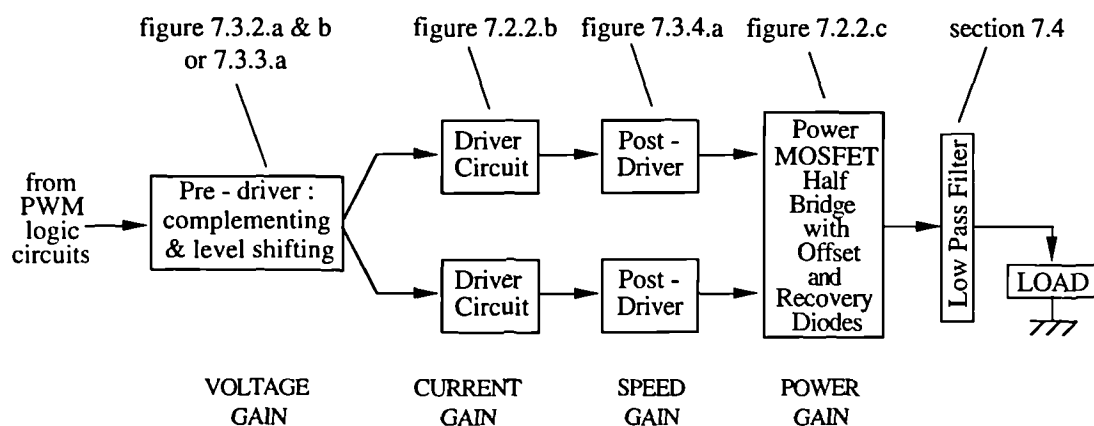 figure 7.3.2.a & b
or 7.3.3.a
figure 7.2.2.b
figure 7.3.4.a
figure 7.2.2.c
section 7.4
from
PWM
logic
circuits
Pre - driver :
complementing
& level shifting
Driver
Circuit
Post -
Driver
Driver
Circuit
Post -
Driver
Power
MOSFET
Half
Bridge
with
Offset
and
Recovery
Diodes
Low Pass Filter
LOAD
VOLTAGE
GAIN
CURRENT
GAIN
SPEED
GAIN
POWER
GAIN